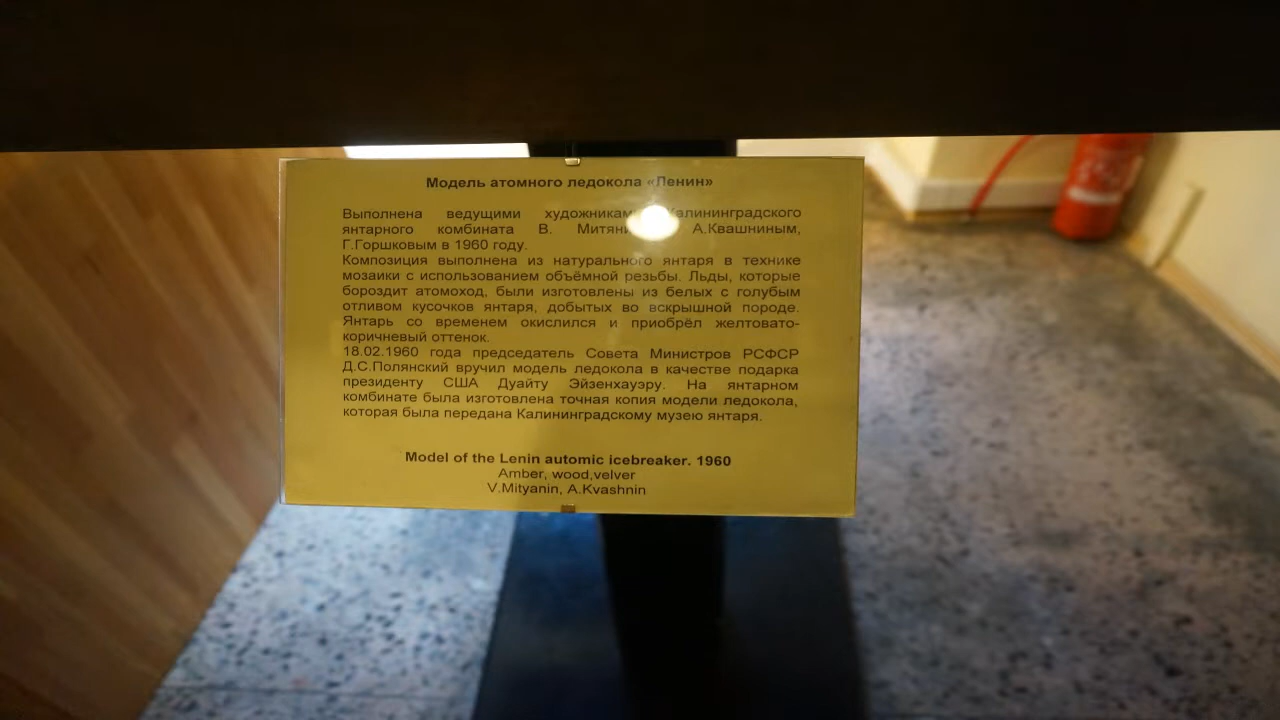 Модель атомного ледокола «Ленин»
Выполнена ведущими художниками Калининградского
янтарного комбината В. А.Квашниным,
Г.Горшковым в 1960 году.
Композиция выполнена из натурального янтаря в технике
мозаики с использованием объёмной резьбы. Льды, которые
бороздит атомоход, были изготовлены из белых с голубым
отливом кусочков янтаря, добытых во вскрышной породе.
Янтарь со временем окислился и приобрёл желтовато-
коричневый оттенок.
18.02.1960 года председатель Совета Министров РСФСР
Д.С.Полянский вручил модель ледокола в качестве подарка
президенту США Дуайту Эйзенхауэру. На янтарном
комбинате была изготовлена точная копия модели ледокола,
которая была передана Калининградскому музею янтаря.
Model of the Lenin automic icebreaker. 1960
Amber, wood,velver
V.Mityanin, A.Kvashnin